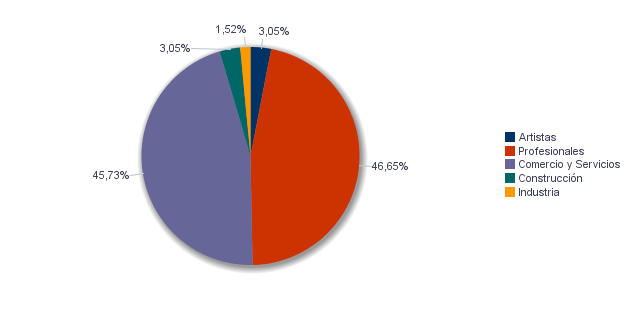 1,52%
3,05%
3,05%
46,65%
45,73%
Artistas
Profesionales
Comercio y Servicios
Construcción
Industria